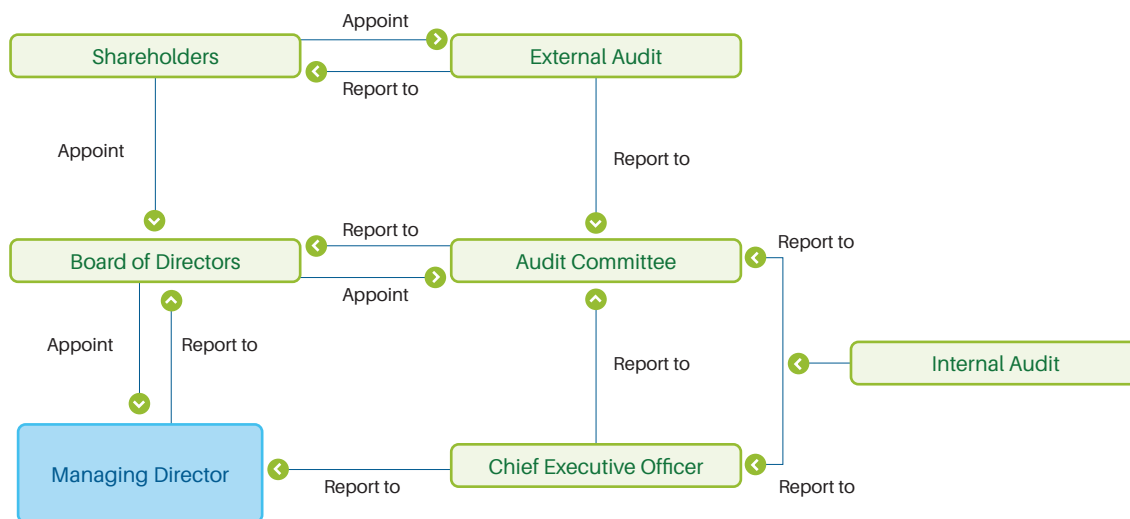 Appoint
Shareholders
External Audit
Report to
Appoint
Report to
Report to
Report to
Board of Directors
Audit Committee
Appoint
Appoint
Report to
Report to
Internal Audit
Managing Director
Chief Executive Officer
Report to
Report to